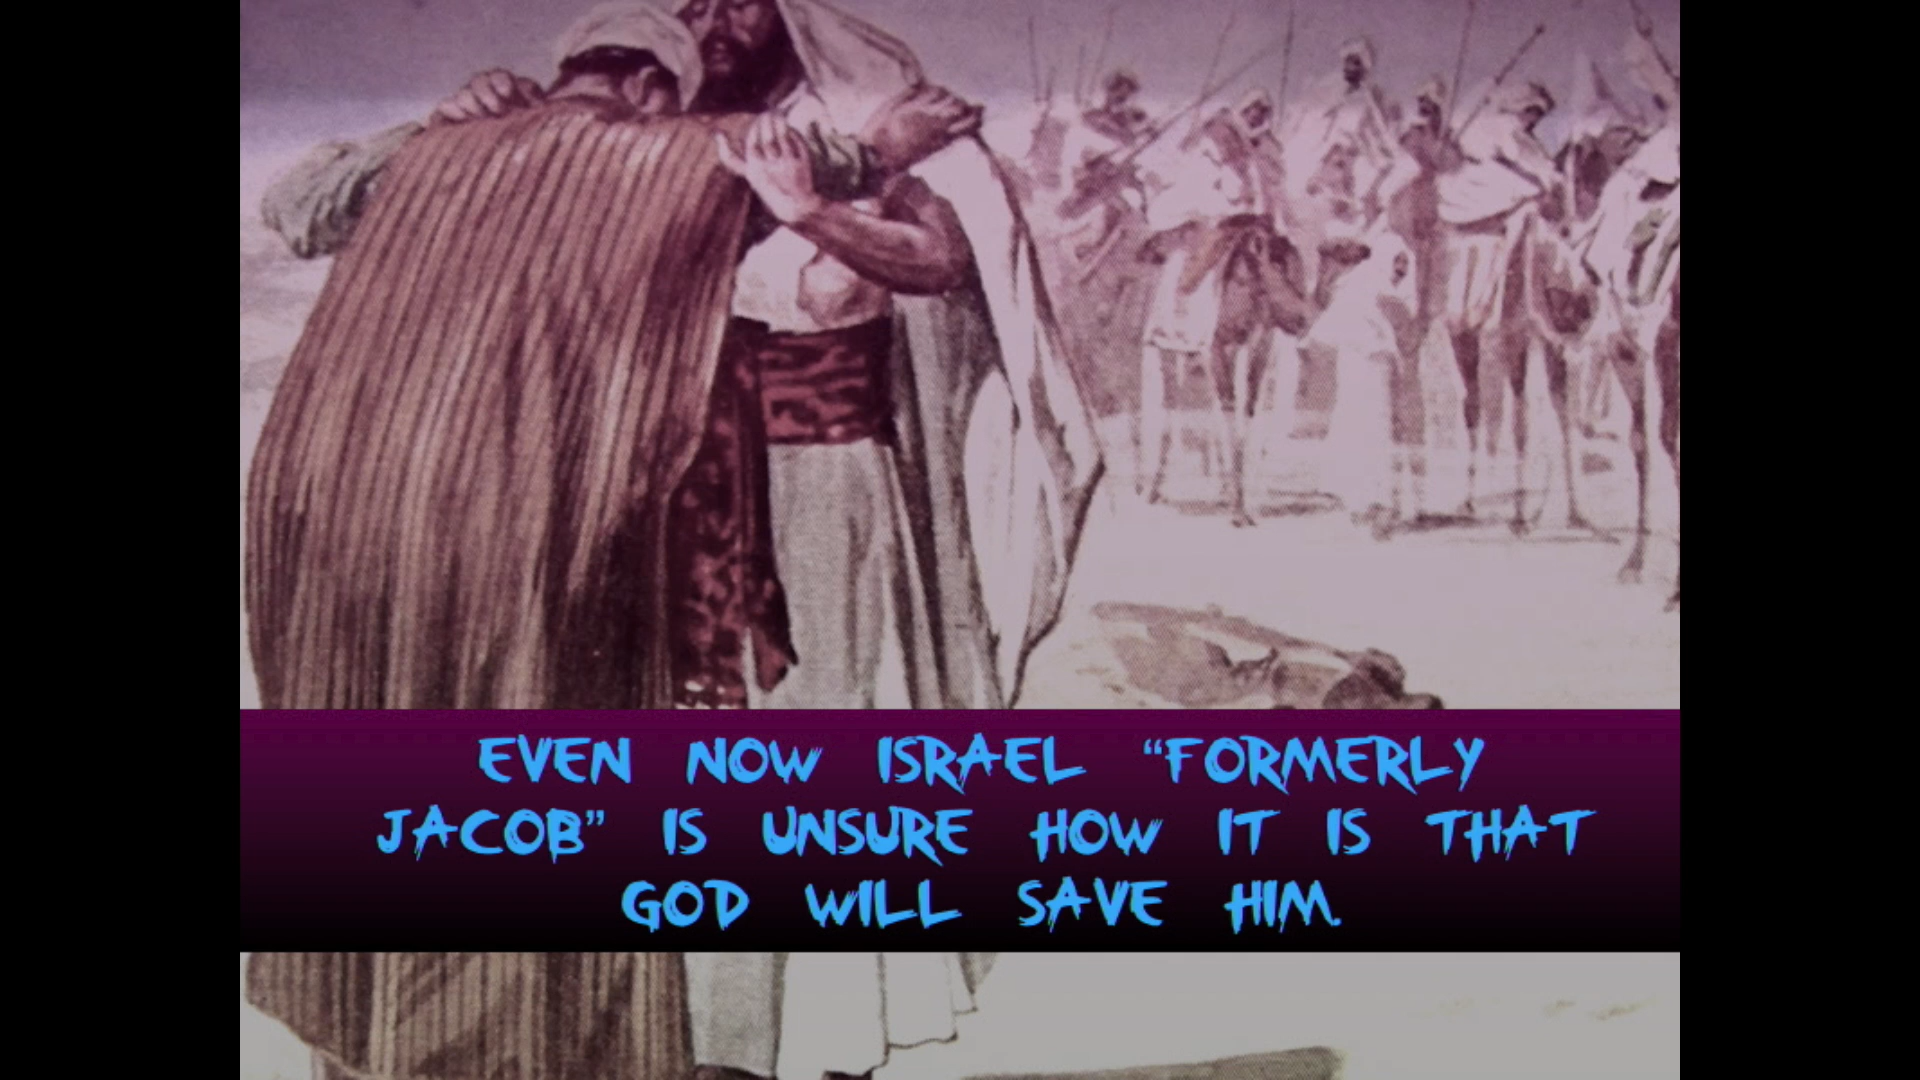 EVEN NOW ISRAEL “FORMERLY
JACOB” IS UNSURE HOW IT IS THAT
GOD WILL SAVE HIM.